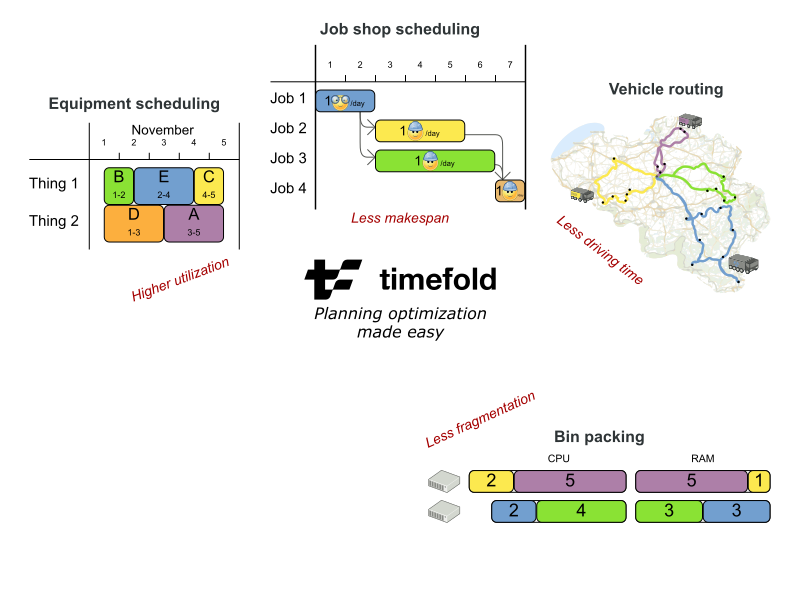 Job shop scheduling
1 2 3 4 5 6 7
Job 1
1 /day
Job 2
1 /day
Job 3
1 /day
Job 4
1
Less makespan
Equipment scheduling
November
1 2 3 4 5
Thing 1
B E C
1-2 2-4 4-5
Thing 2
D A
1-3 3-5
Higher utilization
Vehicle routing
Less driving time
timefold
Planning optimization
made easy
Less fragmentation
Bin packing
CPU RAM
2 5 5 1
2 4 3 3